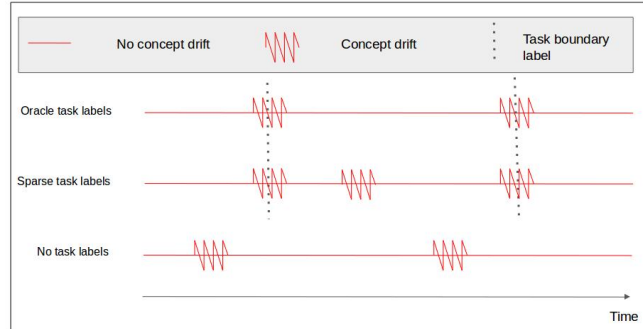 No concept drift
Concept drift
Task boundary
label
Oracle task labels
Sparse task labels
No task labels
Time